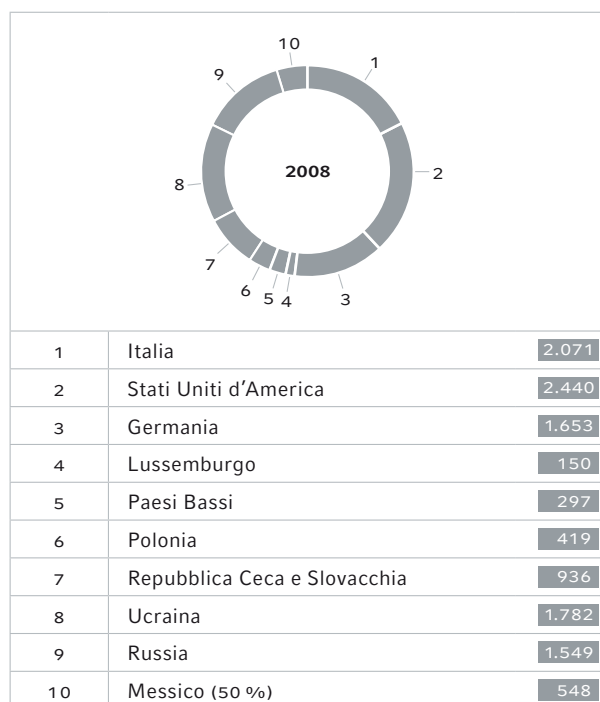 10
1
9
2008
2
8
7
6
5
4
3
1 Italia 2.071
2 Stati Uniti d’America 2.440
3 Germania 1.653
4 Lussemburgo 150
5 Paesi Bassi 297
6 Polonia 419
7 Repubblica Ceca e Slovacchia 936
8 Ucraina 1.782
9 Russia 1.549
10 Messico (50 %) 548